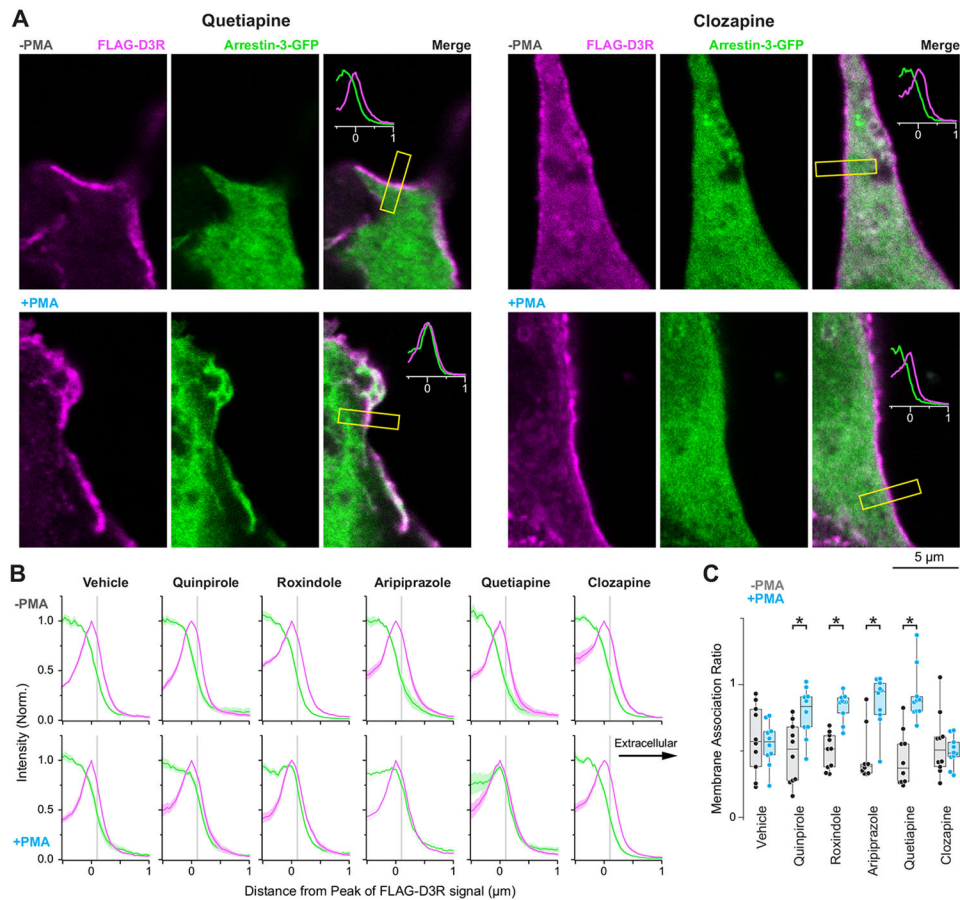 A
Quetiapine
Clozapine
-PMA FLAG-D3R Arrestin-3-GFP Merge
FLAG-D3R Arrestin-3-GFP Merge
-PMA
0 1
0 1
+PMA
+PMA
0 1
0 1
5 µm
B
Vehicle Quinpirole Roxindole Aripiprazole Quetiapine Clozapine
-PMA
1.0
0.5
0.0
Intensity (Norm.)
+PMA
1.0
0.5
0.0
Extracellular
0 1 0 1 0 1 0 1 0 1 0 1
Distance from Peak of FLAG-D3R signal (µm)
C
-PMA
+PMA
* * * *
Membrane Association Ratio
1
0
Vehicle
Quinpirole
Roxindole
Aripiprazole
Quetiapine
Clozapine